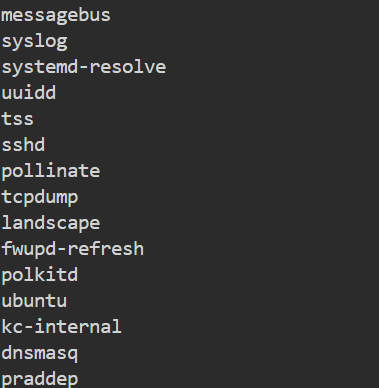 messagebus
syslog
systemd-resolve
uuidd
tss
sshd
pollinate
tcpdump
landscape
fwupd-refresh
polkitd
ubuntu
kc-internal
dnsmasq
praddep